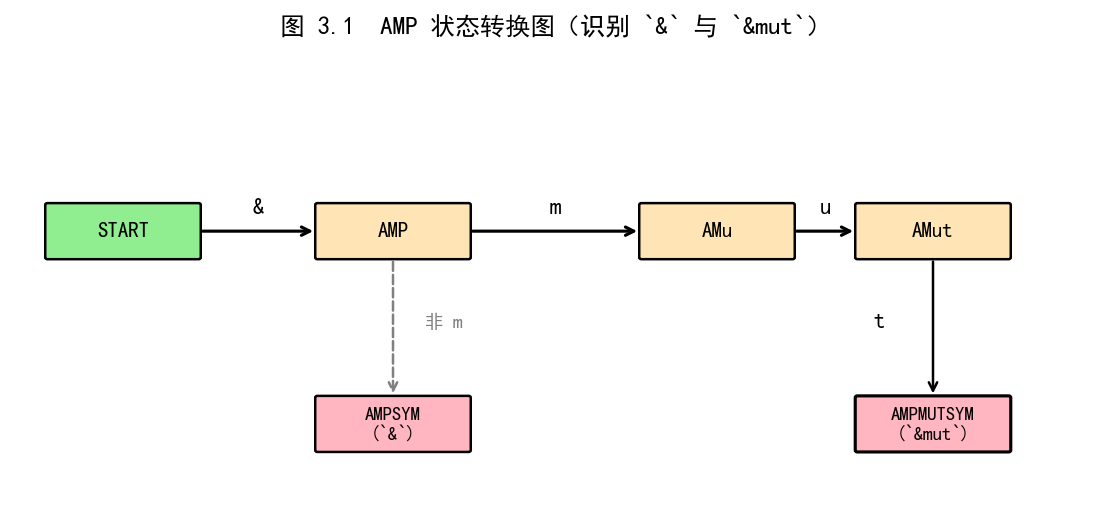 图 3.1  AMP 状态转换图（识别 `&` 与 `&mut`）
&
m
u
START
AMP
AMu
AMut
非 m
t
AMPSYM
（`&`）
AMPMUTSYM
（`&mut`）